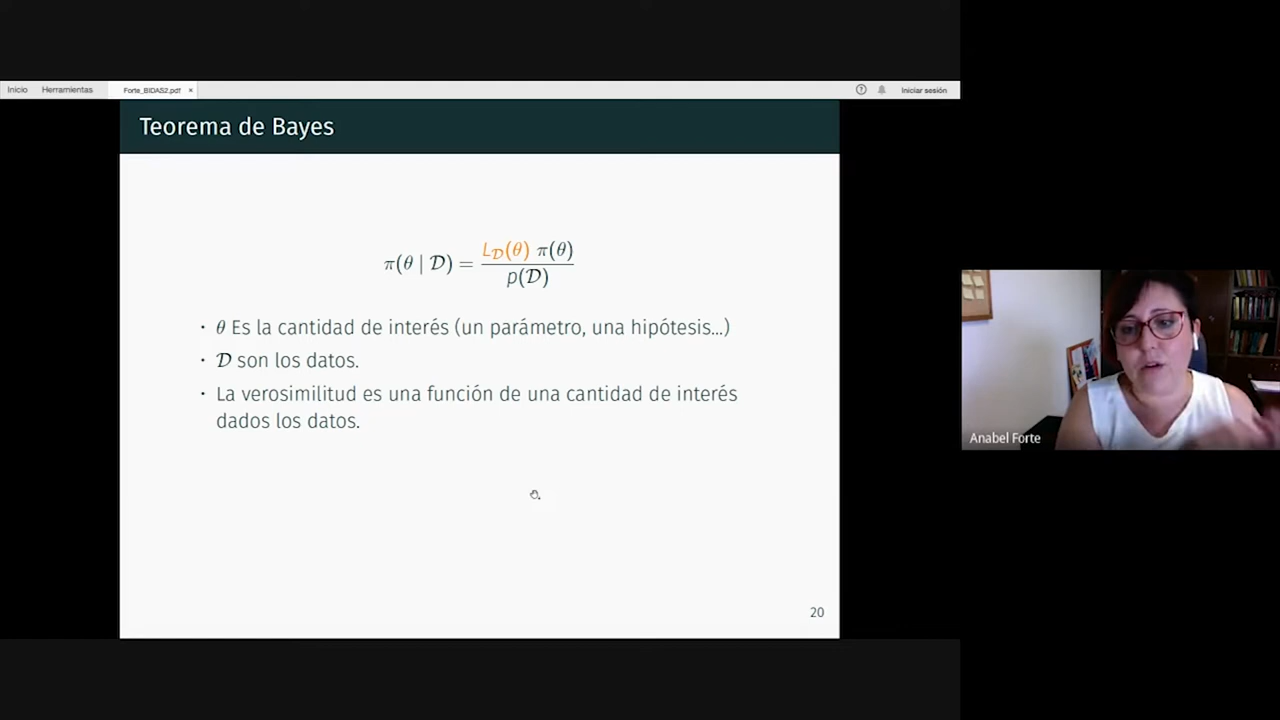 Inicio Herramientas Forte_BIDAS2.pdf × Iniciar sesión
Teorema de Bayes
π(θ | 𝒟) = L_𝒟(θ) π(θ) / p(𝒟)
· θ Es la cantidad de interés (un parámetro, una hipótesis...)
· 𝒟 son los datos.
· La verosimilitud es una función de una cantidad de interés
dados los datos.
20
Anabel Forte